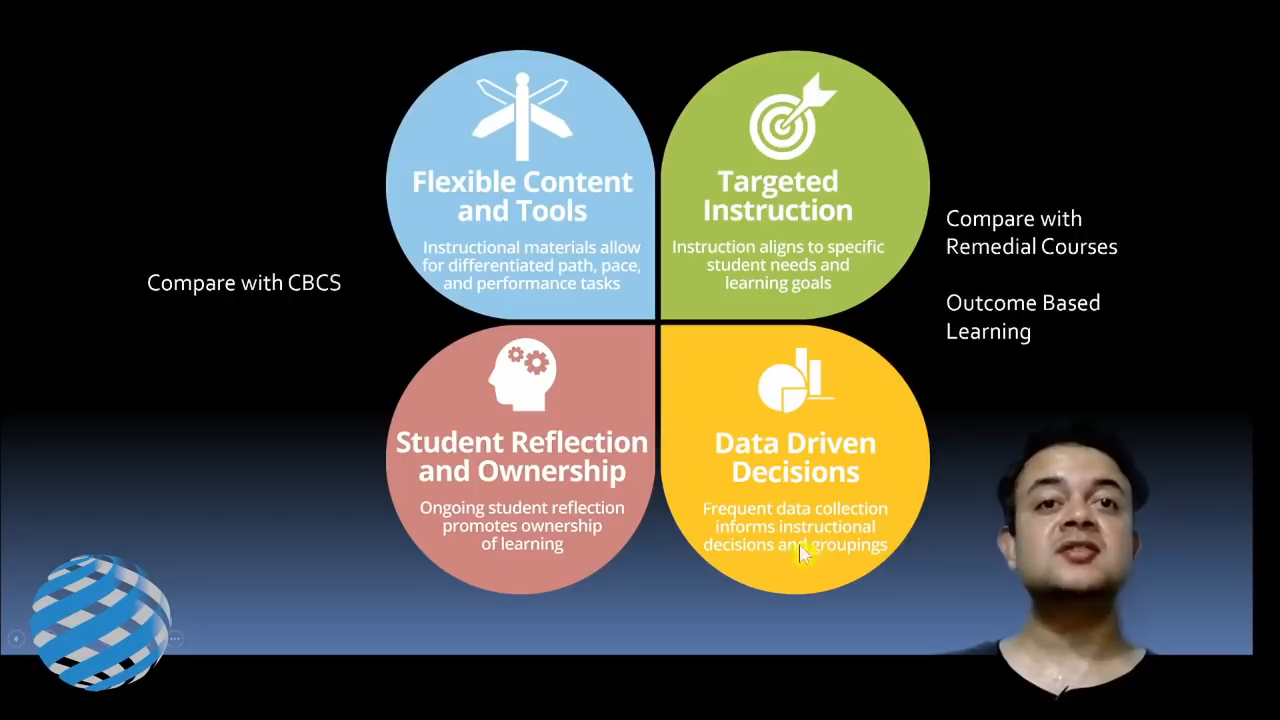 Flexible Content
and Tools
Instructional materials allow
for differentiated path, pace,
and performance tasks
Targeted
Instruction
Instruction aligns to specific
student needs and
learning goals
Compare with
Remedial Courses
Outcome Based
Learning
Compare with CBCS
Student Reflection
and Ownership
Ongoing student reflection
promotes ownership
of learning
Data Driven
Decisions
Frequent data collection
informs instructional
decisions and groupings